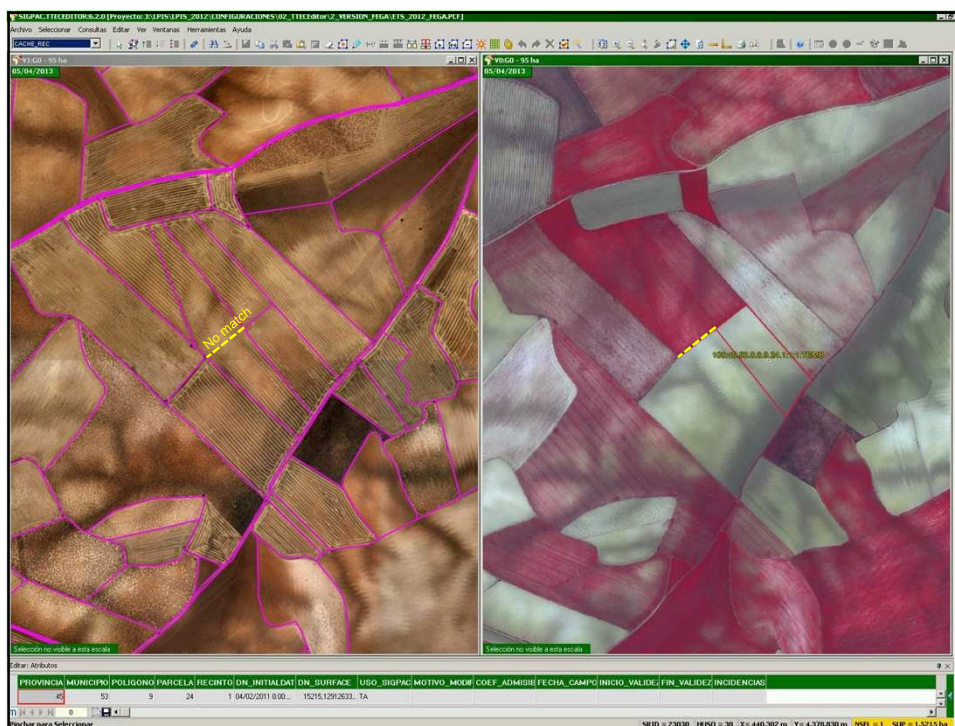 SIGPAC.TTECEDITOR:6.2.0 [Proyecto: J:\LPIS\LPIS_2012\CONFIGURACIONES\02_TTECEditor\2_VERSION_FEGA\ETS_2012_FEGA.PCF]
Archivo Seleccionar Consultas Editar Ver Ventanas Herramientas Ayuda
CACHE_REC
V1:G0 - 95 ha
V0:G0 - 95 ha
05/04/2013
05/04/2013
No match
Selección no visible a esta escala
Selección no visible a esta escala
Editar: Atributos
PROVINCIA MUNICIPIO POLIGONO PARCELA RECINTO DN_INITIALDAT DN_SURFACE USO_SIGPAC MOTIVO_MODIF COEF_ADMISIE FECHA_CAMPO INICIO_VALIDEZ FIN_VALIDEZ INCIDENCIAS
45 53 9 24 1 04/02/2011 0:00... 15215,12912633... TA
0
Pinchar para Seleccionar
SRID = 23030 HUSO = 30 X= 440.302 m Y= 4.370.830 m NSEL = 1 SUP = 1,5215 ha